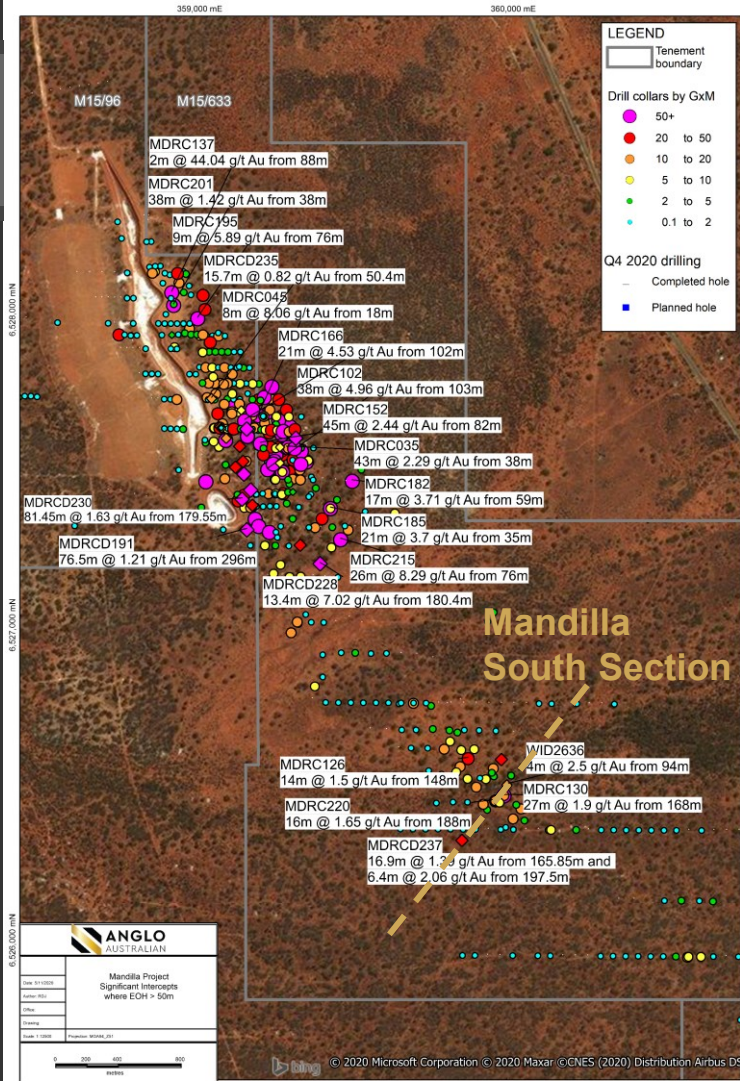 359,000 mE
360,000 mE
LEGEND
Tenement
boundary
Drill collars by GxM
50+
20 to 50
10 to 20
5 to 10
2 to 5
0.1 to 2
Q4 2020 drilling
Completed hole
Planned hole
M15/96
M15/633
MDRC137
2m @ 44.04 g/t Au from 88m
MDRC201
38m @ 1.42 g/t Au from 38m
MDRC195
9m @ 5.89 g/t Au from 76m
MDRCD235
15.7m @ 0.82 g/t Au from 50.4m
MDRC045
8m @ 8.06 g/t Au from 18m
6,528,000 mN
MDRC166
21m @ 4.53 g/t Au from 102m
MDRC102
38m @ 4.96 g/t Au from 103m
MDRC152
45m @ 2.44 g/t Au from 82m
MDRC035
43m @ 2.29 g/t Au from 38m
MDRC182
17m @ 3.71 g/t Au from 59m
MDRCD230
81.45m @ 1.63 g/t Au from 179.55m
MDRC185
21m @ 3.7 g/t Au from 35m
MDRCD191
76.5m @ 1.21 g/t Au from 296m
MDRC215
26m @ 8.29 g/t Au from 76m
MDRCD228
13.4m @ 7.02 g/t Au from 180.4m
6,527,000 mN
Mandilla
South Section
WID2636
4m @ 2.5 g/t Au from 94m
MDRC126
14m @ 1.5 g/t Au from 148m
MDRC130
27m @ 1.9 g/t Au from 168m
MDRC220
16m @ 1.65 g/t Au from 188m
MDRCD237
16.9m @ 1.39 g/t Au from 165.85m and
6.4m @ 2.06 g/t Au from 197.5m
6,526,000 mN
ANGLO
AUSTRALIAN
Mandilla Project
Significant Intercepts
where EOH > 50m
Office:
Drawing:
0 200 400 800
metres
bing
© 2020 Microsoft Corporation © 2020 Maxar ©CNES (2020) Distribution Airbus DS